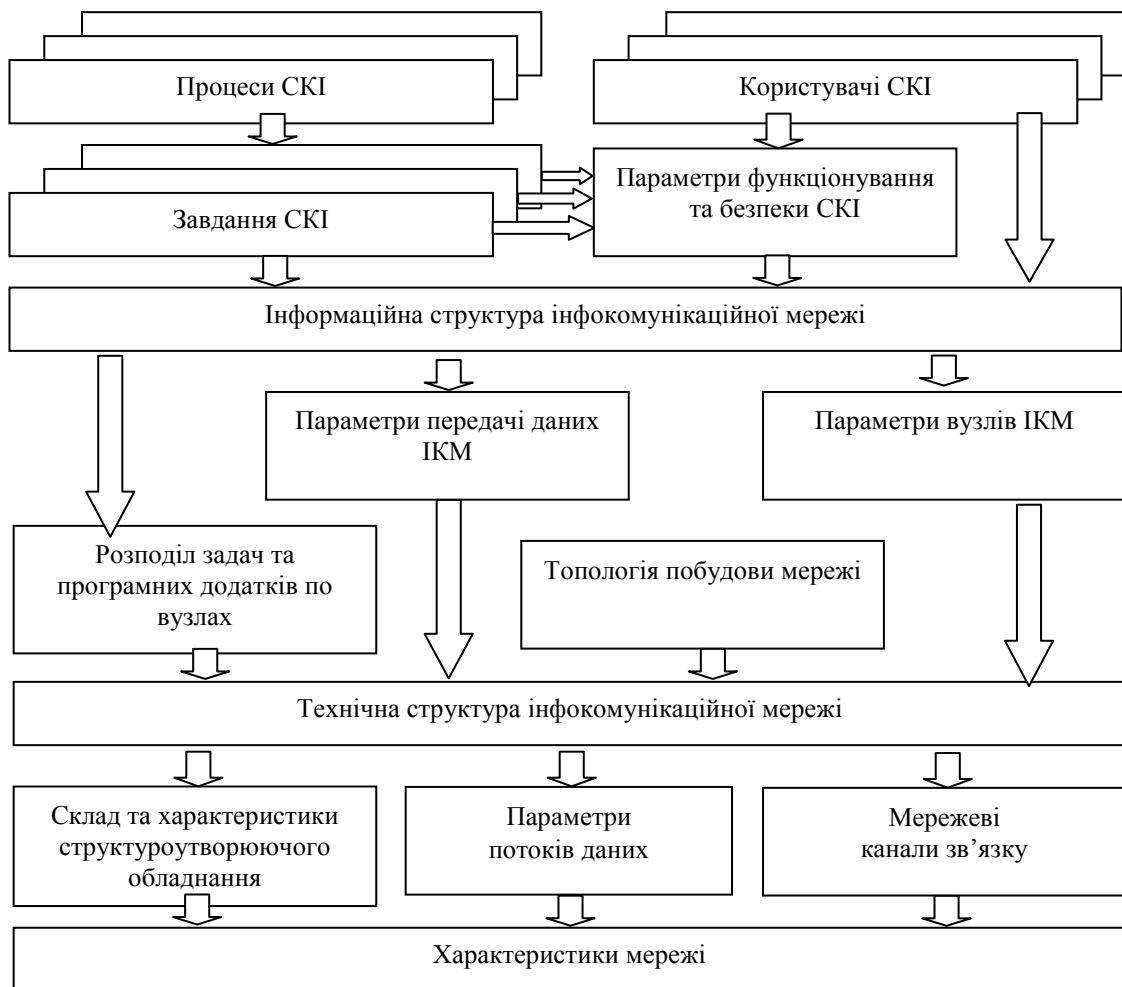 Процеси СКІ
Користувачі СКІ
Завдання СКІ
Параметри функціонування
та безпеки СКІ
Інформаційна структура інфокомунікаційної мережі
Параметри передачі даних
ІКМ
Параметри вузлів ІКМ
Розподіл задач та
програмних додатків по
вузлах
Топологія побудови мережі
Технічна структура інфокомунікаційної мережі
Склад та характеристики
структуроутворюючого
обладнання
Параметри
потоків даних
Мережеві
канали зв’язку
Характеристики мережі